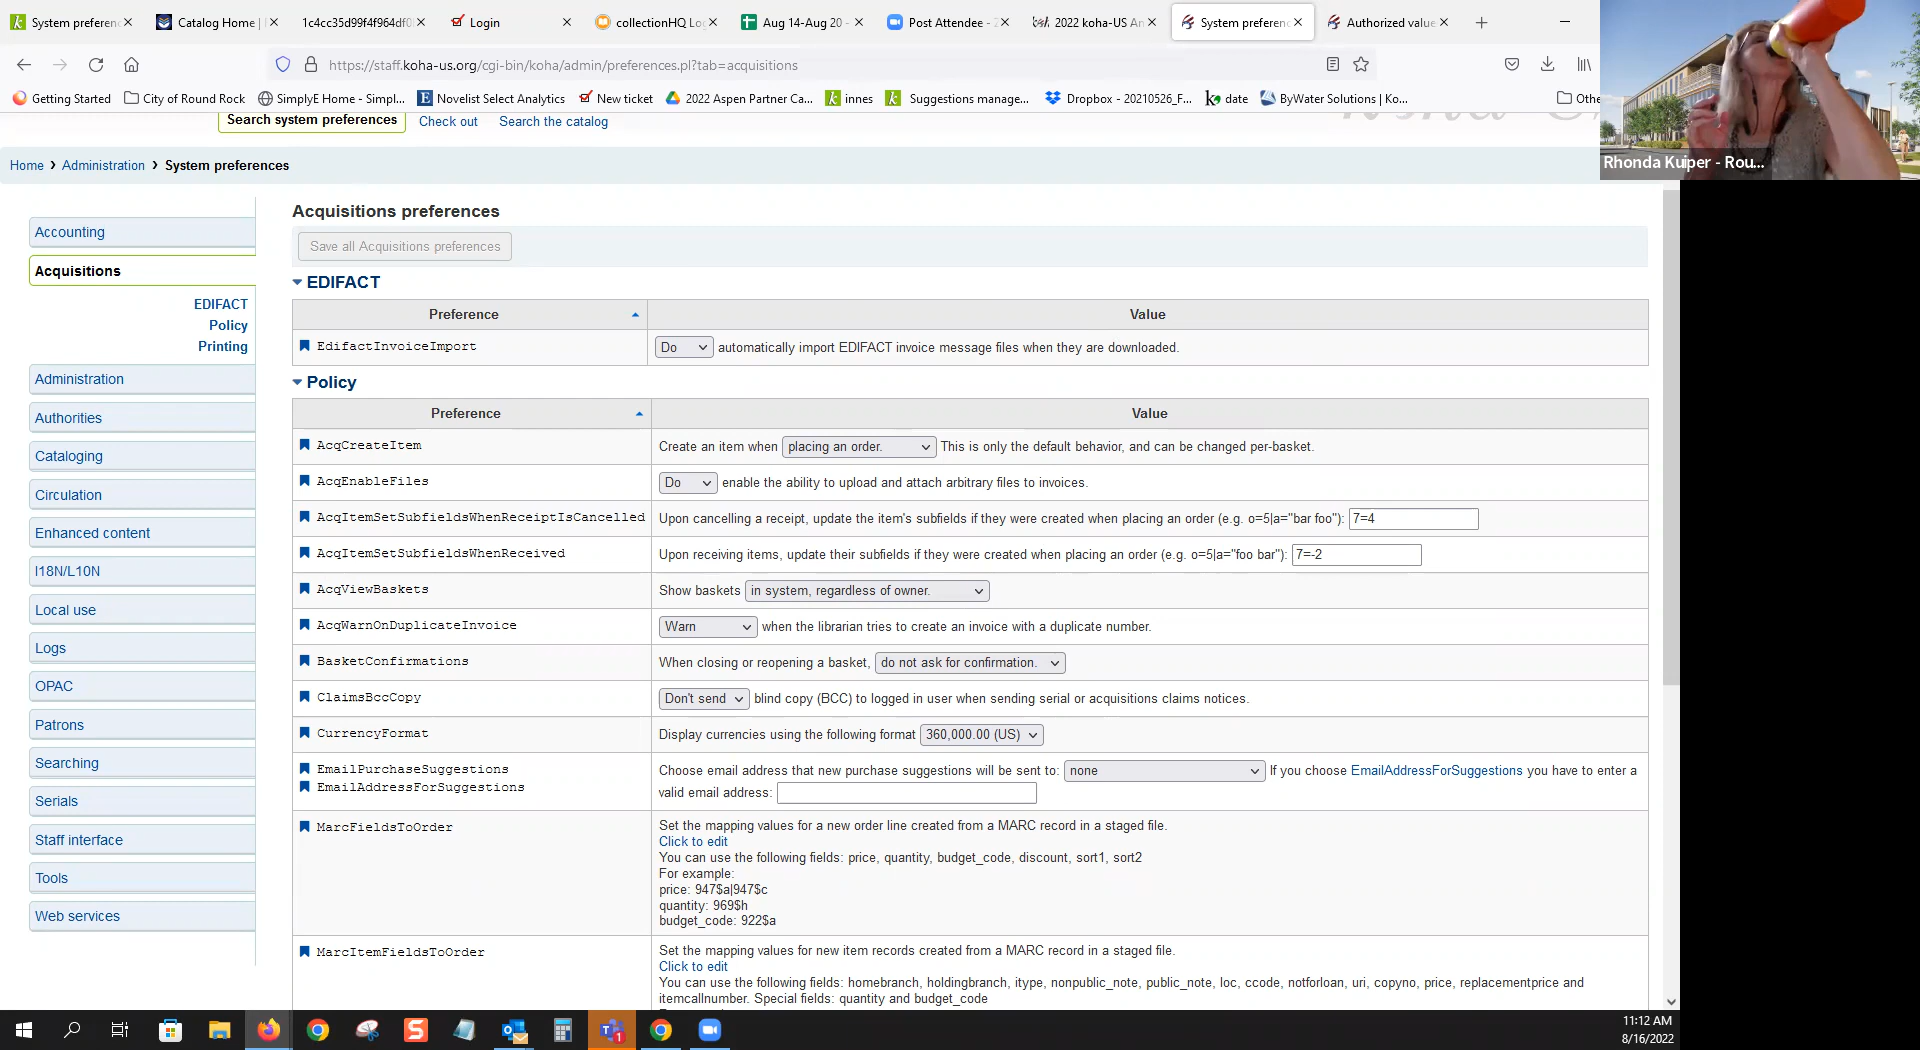 System preferenc
Catalog Home |
1c4cc35d99f4f964df0
Login
collectionHQ Lo
Aug 14-Aug 20 -
Post Attendee - Z
2022 koha-US An
System preferen
Authorized value
https://staff.koha-us.org/cgi-bin/koha/admin/preferences.pl?tab=acquisitions
Getting Started
City of Round Rock
SimplyE Home - Simpl...
Novelist Select Analytics
New ticket
2022 Aspen Partner Ca...
innes
Suggestions manage...
Dropbox - 20210526_F...
date
ByWater Solutions | Ko...
Othe
Search system preferences
Check out
Search the catalog
Rhonda Kuiper - Rou...
Home › Administration › System preferences
Accounting
Acquisitions
EDIFACT
Policy
Printing
Administration
Authorities
Cataloging
Circulation
Enhanced content
I18N/L10N
Local use
Logs
OPAC
Patrons
Searching
Serials
Staff interface
Tools
Web services
Acquisitions preferences
Save all Acquisitions preferences
EDIFACT
Preference Value
EdifactInvoiceImport Do automatically import EDIFACT invoice message files when they are downloaded.
Policy
Preference Value
AcqCreateItem Create an item when placing an order. This is only the default behavior, and can be changed per-basket.
AcqEnableFiles Do enable the ability to upload and attach arbitrary files to invoices.
AcqItemSetSubfieldsWhenReceiptIsCancelled Upon cancelling a receipt, update the item's subfields if they were created when placing an order (e.g. o=5|a="bar foo"): 7=4
AcqItemSetSubfieldsWhenReceived Upon receiving items, update their subfields if they were created when placing an order (e.g. o=5|a="foo bar"): 7=-2
AcqViewBaskets Show baskets in system, regardless of owner.
AcqWarnOnDuplicateInvoice Warn when the librarian tries to create an invoice with a duplicate number.
BasketConfirmations When closing or reopening a basket, do not ask for confirmation.
ClaimsBccCopy Don't send blind copy (BCC) to logged in user when sending serial or acquisitions claims notices.
CurrencyFormat Display currencies using the following format 360,000.00 (US)
EmailPurchaseSuggestions Choose email address that new purchase suggestions will be sent to: none If you choose EmailAddressForSuggestions you have to enter a
EmailAddressForSuggestions valid email address:
MarcFieldsToOrder Set the mapping values for a new order line created from a MARC record in a staged file.
Click to edit
You can use the following fields: price, quantity, budget_code, discount, sort1, sort2
For example:
price: 947$a|947$c
quantity: 969$h
budget_code: 922$a
MarcItemFieldsToOrder Set the mapping values for new item records created from a MARC record in a staged file.
Click to edit
You can use the following fields: homebranch, holdingbranch, itype, nonpublic_note, public_note, loc, ccode, notforloan, uri, copyno, price, replacementprice and
itemcallnumber. Special fields: quantity and budget_code
11:12 AM
8/16/2022